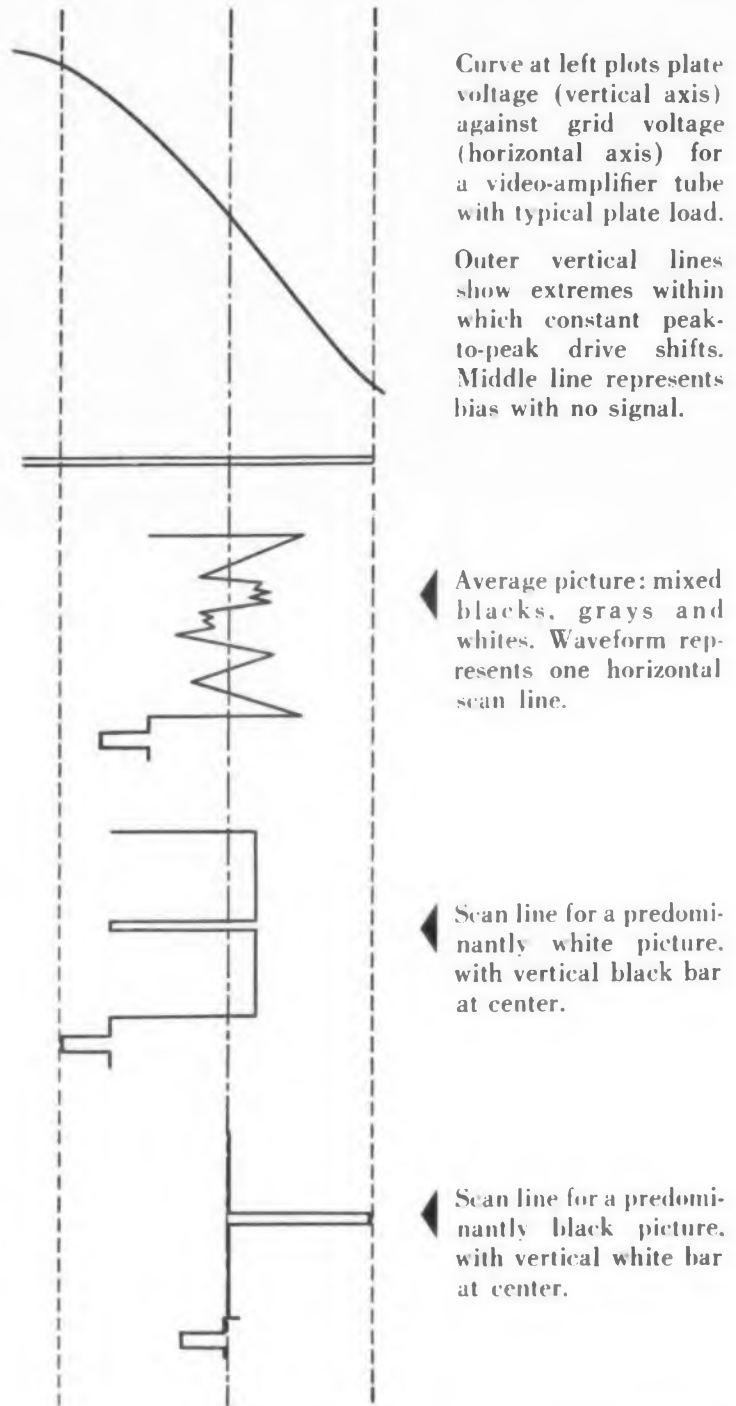 Curve at left plots plate
voltage (vertical axis)
against grid voltage
(horizontal axis) for
a video-amplifier tube
with typical plate load.
Outer vertical lines
show extremes within
which constant peak-
to-peak drive shifts.
Middle line represents
bias with no signal.
Average picture: mixed
blacks, grays and
whites. Waveform rep-
resents one horizontal
scan line.
Scan line for a predomi-
nantly white picture,
with vertical black bar
at center.
Scan line for a predomi-
nantly black picture,
with vertical white bar
at center.